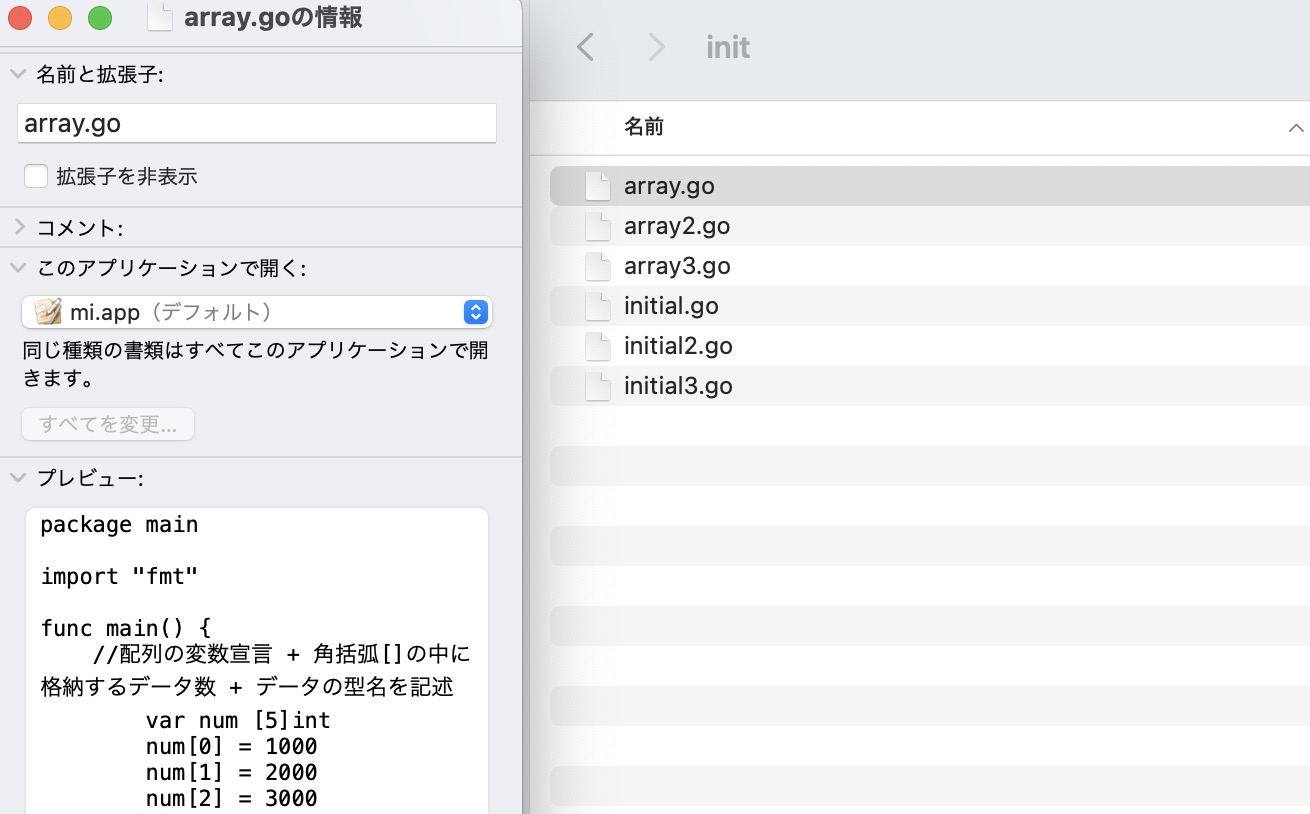 array.goの情報
名前と拡張子:
array.go
拡張子を非表示
コメント:
このアプリケーションで開く:
mi.app（デフォルト）
同じ種類の書類はすべてこのアプリケーションで開
きます。
すべてを変更...
プレビュー:
package main
import "fmt"
func main() {
//配列の変数宣言 + 角括弧[]の中に
格納するデータ数 + データの型名を記述
var num [5]int
num[0] = 1000
num[1] = 2000
num[2] = 3000
init
名前
array.go
array2.go
array3.go
initial.go
initial2.go
initial3.go